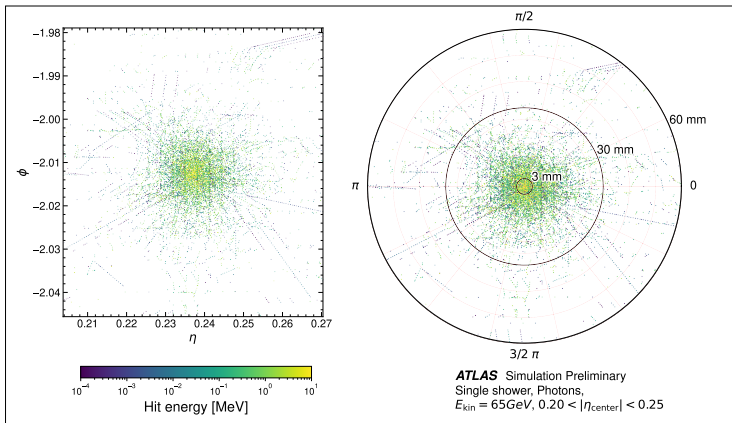 −1.98
−1.99
−2.00
−2.01
−2.02
−2.03
−2.04
ϕ
0.21 0.22 0.23 0.24 0.25 0.26 0.27
η
10⁻⁴ 10⁻³ 10⁻² 10⁻¹ 10⁰ 10¹
Hit energy [MeV]
π/2
60 mm
30 mm
3 mm
π
0
3/2 π
ATLAS Simulation Preliminary
Single shower, Photons,
E_kin = 65GeV, 0.20 < |η_center| < 0.25